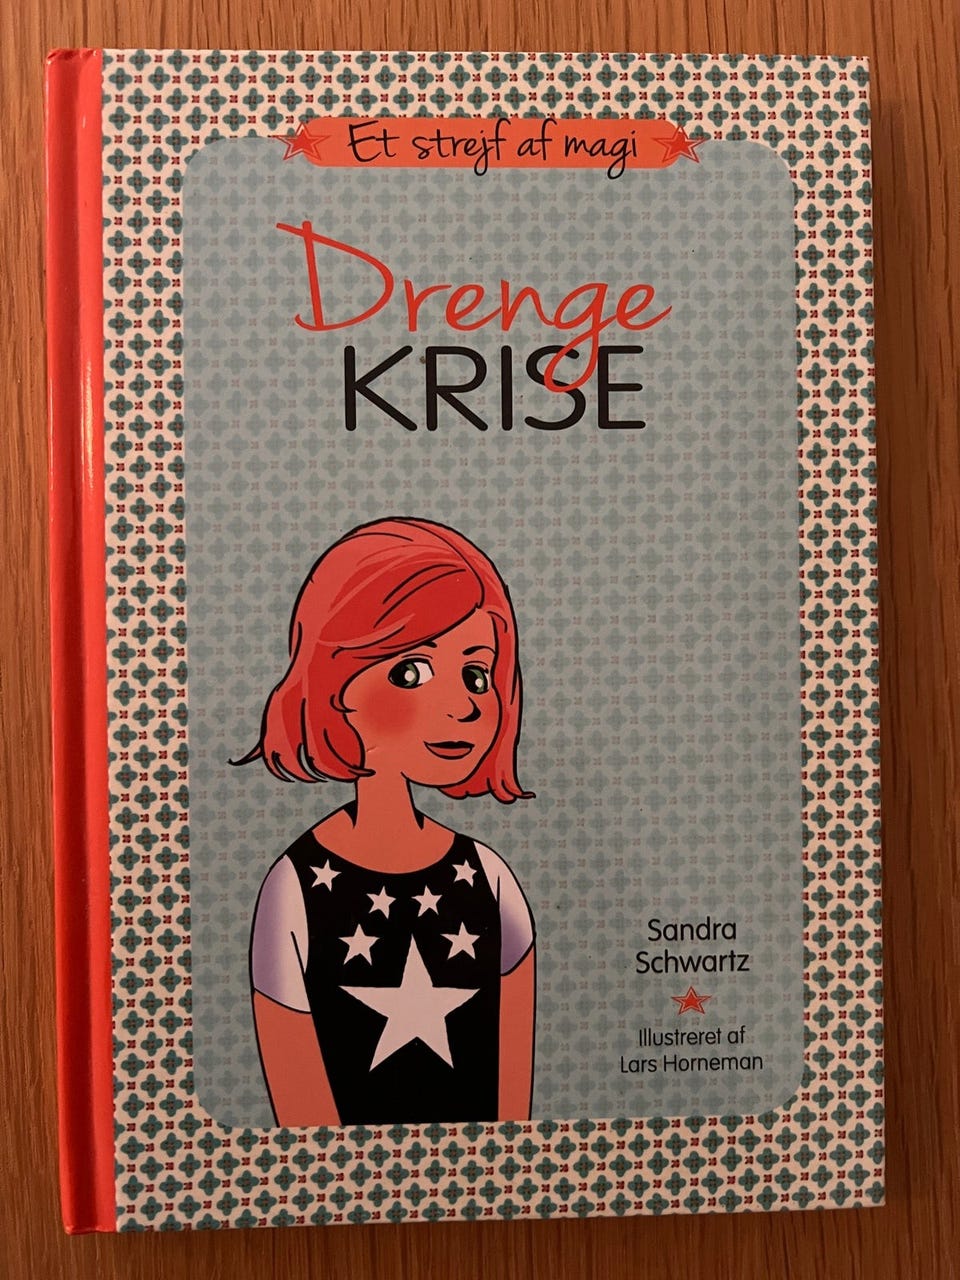 Et strejf af magi
Drenge
KRISE
Sandra
Schwartz
Illustreret af
Lars Horneman